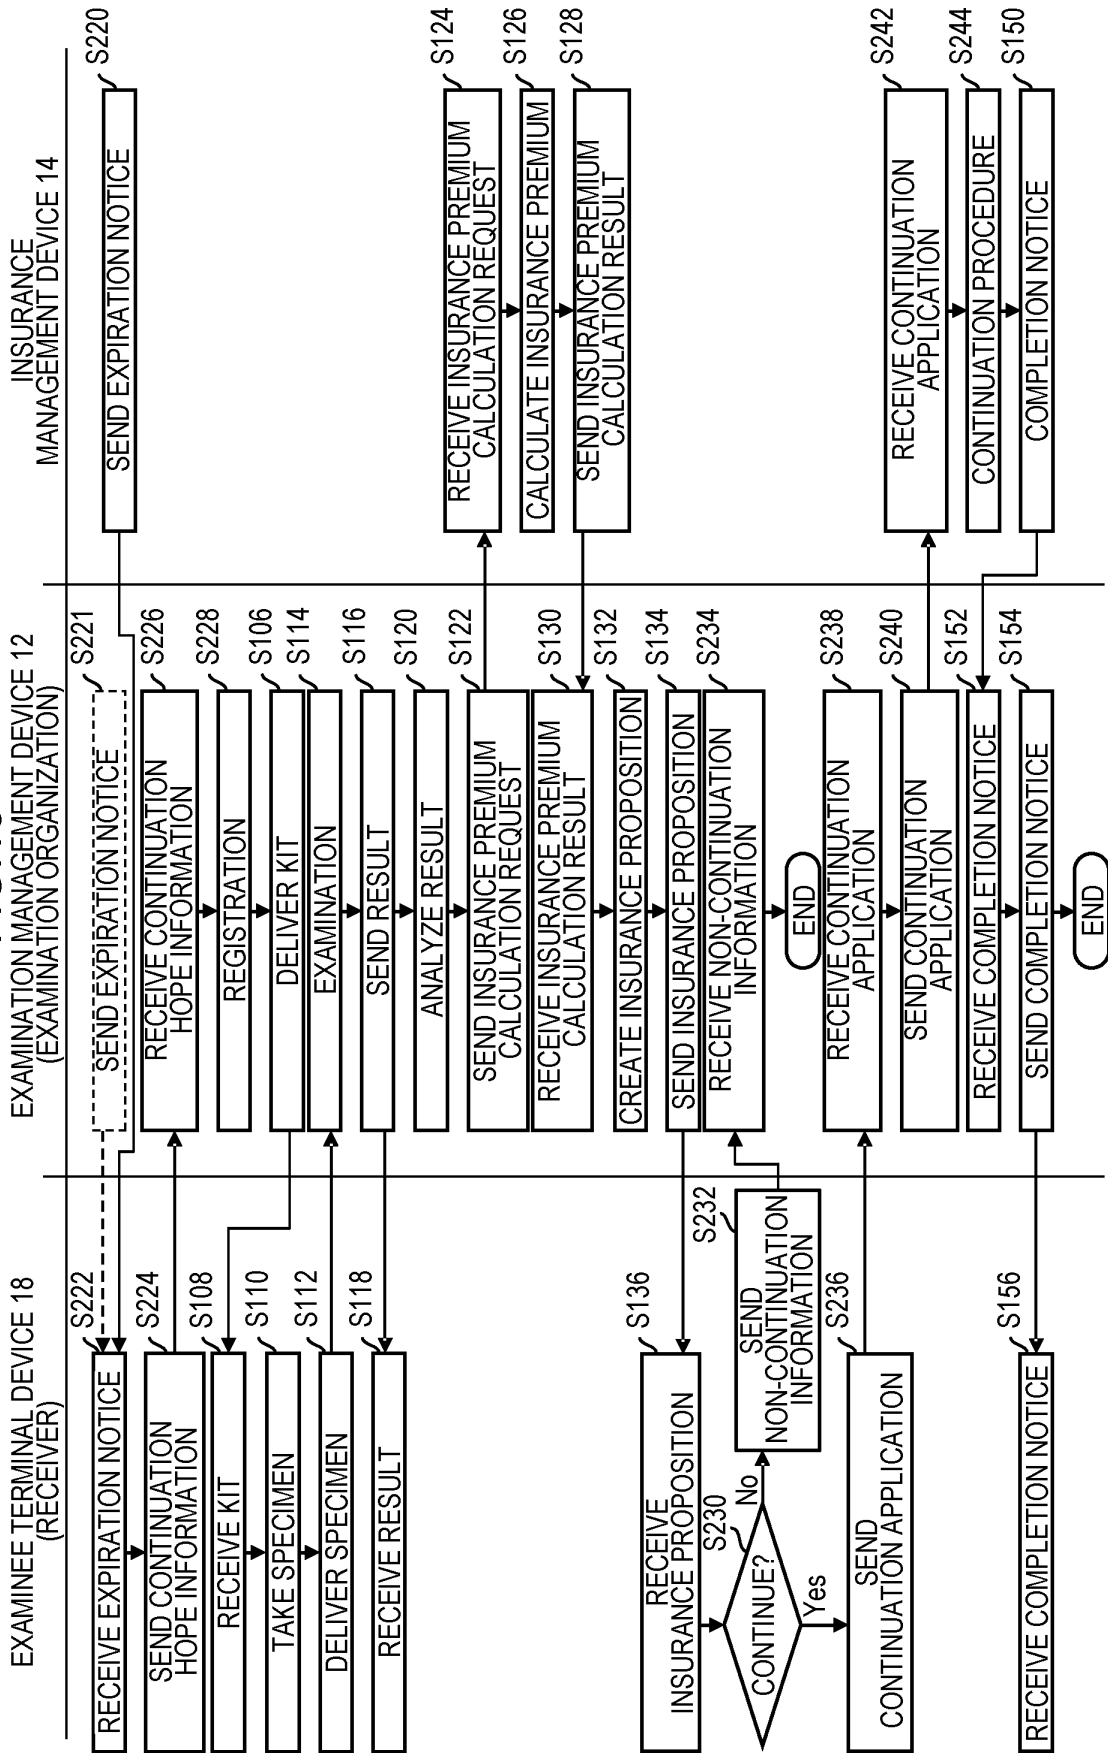 EXAMINEE TERMINAL DEVICE 18
(RECEIVER)
EXAMINATION MANAGEMENT DEVICE 12
(EXAMINATION ORGANIZATION)
INSURANCE
MANAGEMENT DEVICE 14
S222
RECEIVE EXPIRATION NOTICE
S224
SEND CONTINUATION
HOPE INFORMATION
S108
RECEIVE KIT
S110
TAKE SPECIMEN
S112
DELIVER SPECIMEN
S118
RECEIVE RESULT
S136
RECEIVE
INSURANCE PROPOSITION
S230
CONTINUE?
No
Yes
S232
SEND
NON-CONTINUATION
INFORMATION
S236
SEND
CONTINUATION APPLICATION
S156
RECEIVE COMPLETION NOTICE
S221
SEND EXPIRATION NOTICE
S226
RECEIVE CONTINUATION
HOPE INFORMATION
S228
REGISTRATION
S106
DELIVER KIT
S114
EXAMINATION
S116
SEND RESULT
S120
ANALYZE RESULT
S122
SEND INSURANCE PREMIUM
CALCULATION REQUEST
S130
RECEIVE INSURANCE PREMIUM
CALCULATION RESULT
S132
CREATE INSURANCE PROPOSITION
S134
SEND INSURANCE PROPOSITION
S234
RECEIVE NON-CONTINUATION
INFORMATION
END
S238
RECEIVE CONTINUATION
APPLICATION
S240
SEND CONTINUATION
APPLICATION
S152
RECEIVE COMPLETION NOTICE
S154
SEND COMPLETION NOTICE
END
S220
SEND EXPIRATION NOTICE
S124
RECEIVE INSURANCE PREMIUM
CALCULATION REQUEST
S126
CALCULATE INSURANCE PREMIUM
S128
SEND INSURANCE PREMIUM
CALCULATION RESULT
S242
RECEIVE CONTINUATION
APPLICATION
S244
CONTINUATION PROCEDURE
S150
COMPLETION NOTICE